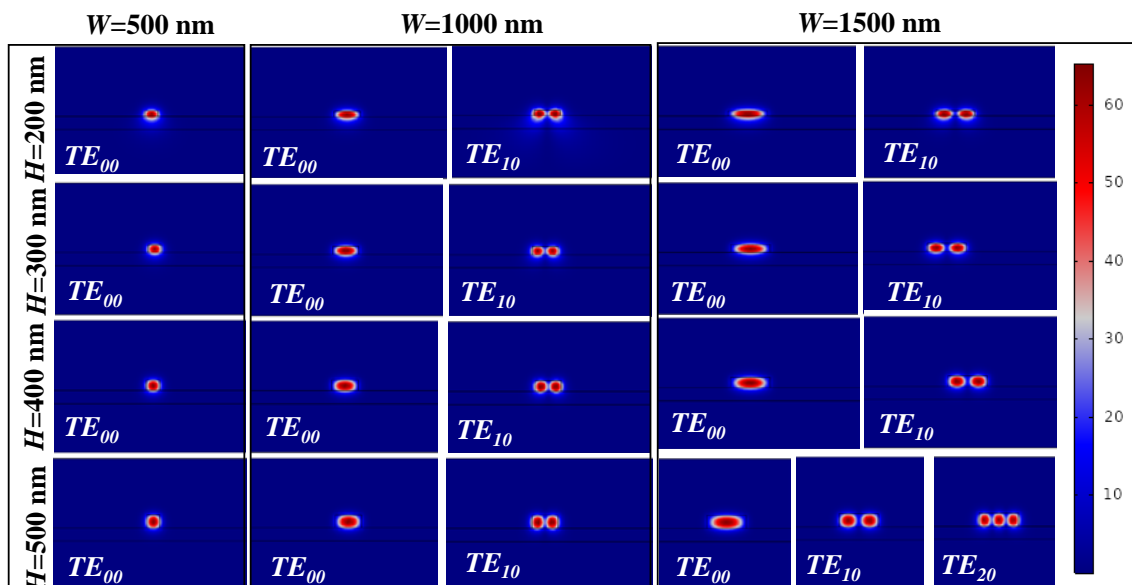 W=500 nm W=1000 nm W=1500 nm
H=200 nm
TE00 TE00 TE10 TE00 TE10
H=300 nm
TE00 TE00 TE10 TE00 TE10
H=400 nm
TE00 TE00 TE10 TE00 TE10
H=500 nm
TE00 TE00 TE10 TE00 TE10 TE20
60
50
40
30
20
10